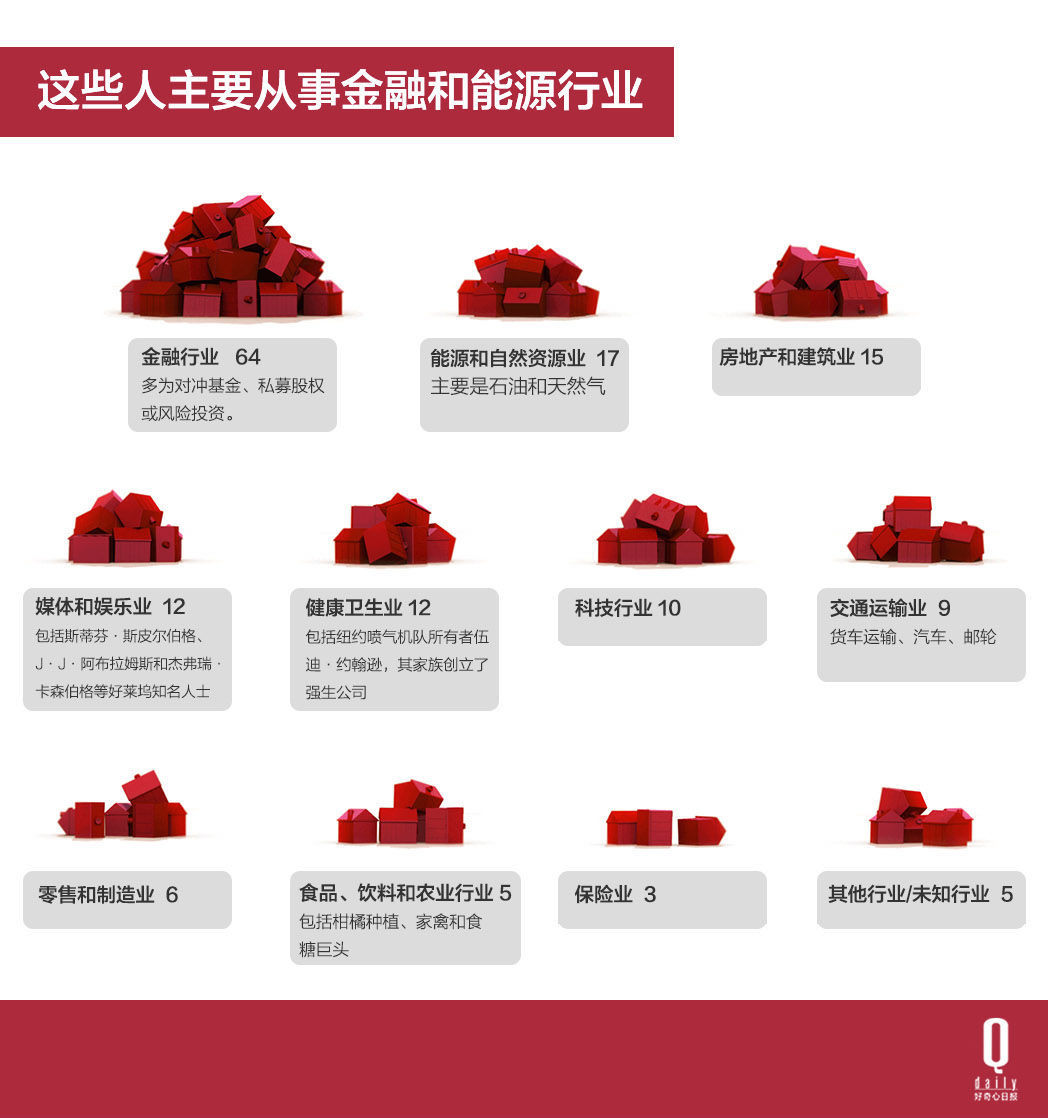 这些人主要从事金融和能源行业
金融行业 64
多为对冲基金、私募股权
或风险投资。
能源和自然资源业 17
主要是石油和天然气
房地产和建筑业 15
媒体和娱乐业 12
包括斯蒂芬·斯皮尔伯格、
J·J·阿布拉姆斯和杰弗瑞·
卡森伯格等好莱坞知名人士
健康卫生业 12
包括纽约喷气机队所有者伍
迪·约翰逊，其家族创立了
强生公司
科技行业 10
交通运输业 9
货车运输、汽车、邮轮
零售和制造业 6
食品、饮料和农业行业 5
包括柑橘种植、家禽和食
糖巨头
保险业 3
其他行业/未知行业 5
Q
daily
好奇心日报